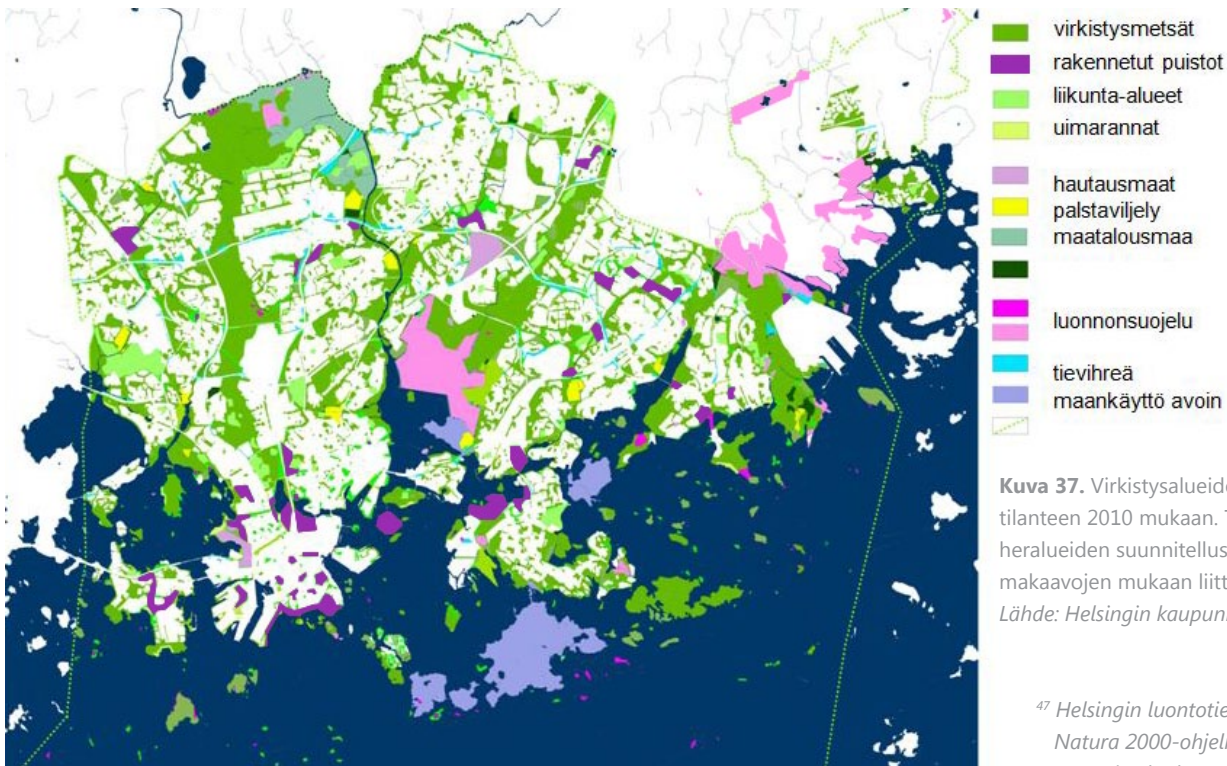 virkistysmetsät
rakennetut puistot
liikunta-alueet
uimarannat
hautausmaat
palstaviljely
maatalousmaa
luonnonsuojelu
tievihreä
maankäyttö avoin
Kuva 37. Virkistysalueide
tilanteen 2010 mukaan.
heralueiden suunnitellus
makaavojen mukaan liitt
Lähde: Helsingin kaupun
47 Helsingin luontotie
Natura 2000-ohjel